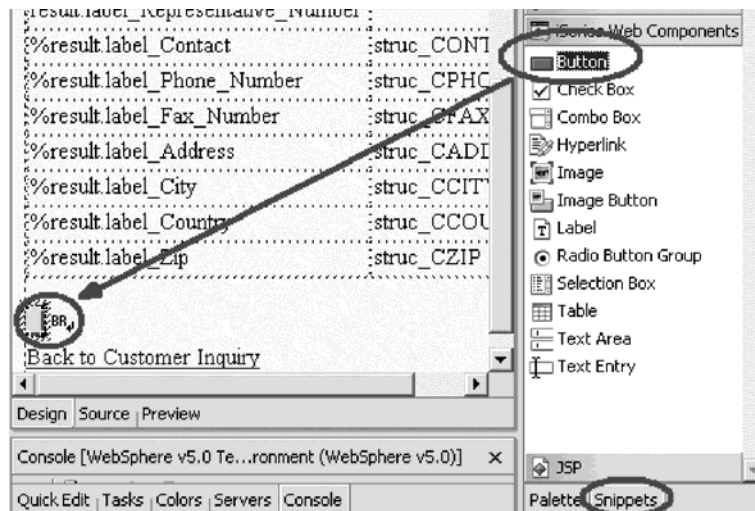 %result.label_Representative_Number
%result.label_Contact struc_CONT
%result.label_Phone_Number struc_CPHC
%result.label_Fax_Number struc_CFAX
%result.label_Address struc_CADD
%result.label_City struc_CCITY
%result.label_Country struc_CCOU
%result.label_Zip struc_CZIP
BR
Back to Customer Inquiry
Design Source Preview
Console [WebSphere v5.0 Te...ronment (WebSphere v5.0)]
Quick Edit Tasks Colors Servers Console
iSeries Web Components
Button
Check Box
Combo Box
Hyperlink
Image
Image Button
Label
Radio Button Group
Selection Box
Table
Text Area
Text Entry
JSP
Palette Snippets